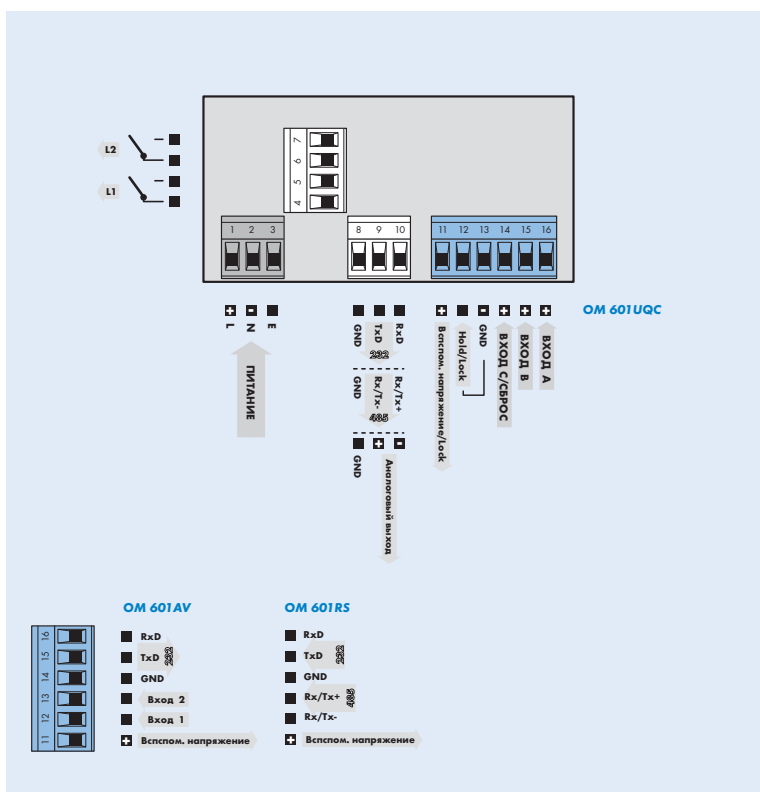 L2
L1
7
6
5
4
1 2 3
8 9 10
11 12 13 14 15 16
OM 601UQC
+ - 
L N E
ПИТАНИЕ
GND TxD RxD
232
GND Rx/Tx- Rx/Tx+
485
+ -
GND
Аналоговый выход
+ - + + +
Вспспом. напряжение/Lock
Hold/Lock
GND
ВХОД C/СБРОС
ВХОД B
ВХОД A
OM 601AV
16 RxD
15 TxD
232
14 GND
13 Вход 2
12 Вход 1
11 + Вспспом. напряжение
OM 601RS
RxD
TxD
232
GND
Rx/Tx+
485
Rx/Tx-
+ Вспспом. напряжение